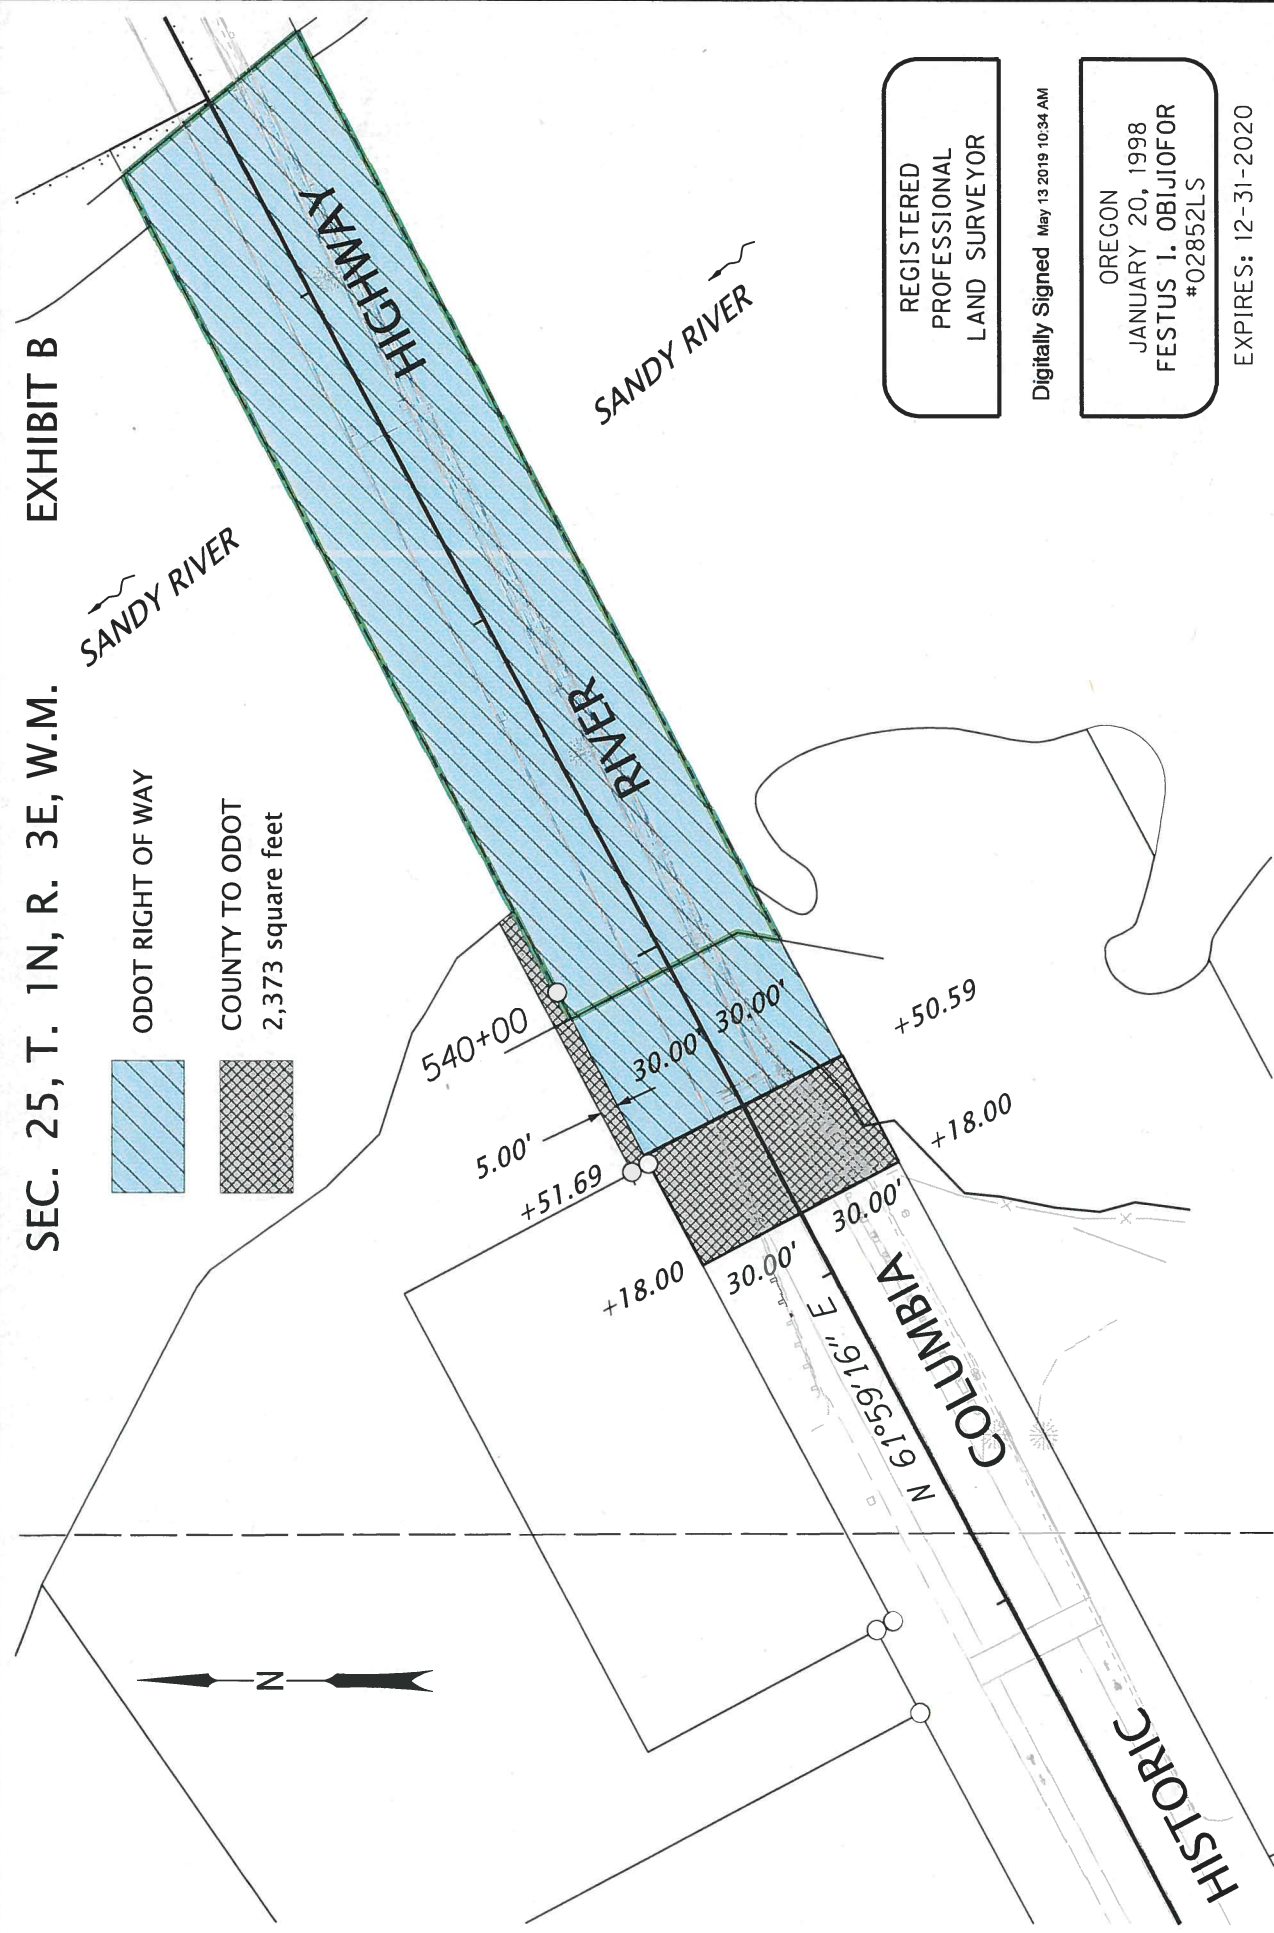 SEC. 25, T. 1N, R. 3E, W.M.
EXHIBIT B
ODOT RIGHT OF WAY
COUNTY TO ODOT
2,373 square feet
SANDY RIVER
SANDY RIVER
N
540+00
5.00'
+51.69
+18.00
30.00'
30.00'
30.00'
30.00'
+50.59
+18.00
N 61°59'16" E
HISTORIC
COLUMBIA
RIVER
HIGHWAY
REGISTERED
PROFESSIONAL
LAND SURVEYOR
Digitally Signed May 13 2019 10:34 AM
OREGON
JANUARY 20, 1998
FESTUS I. OBIJIOFOR
#02852LS
EXPIRES: 12-31-2020